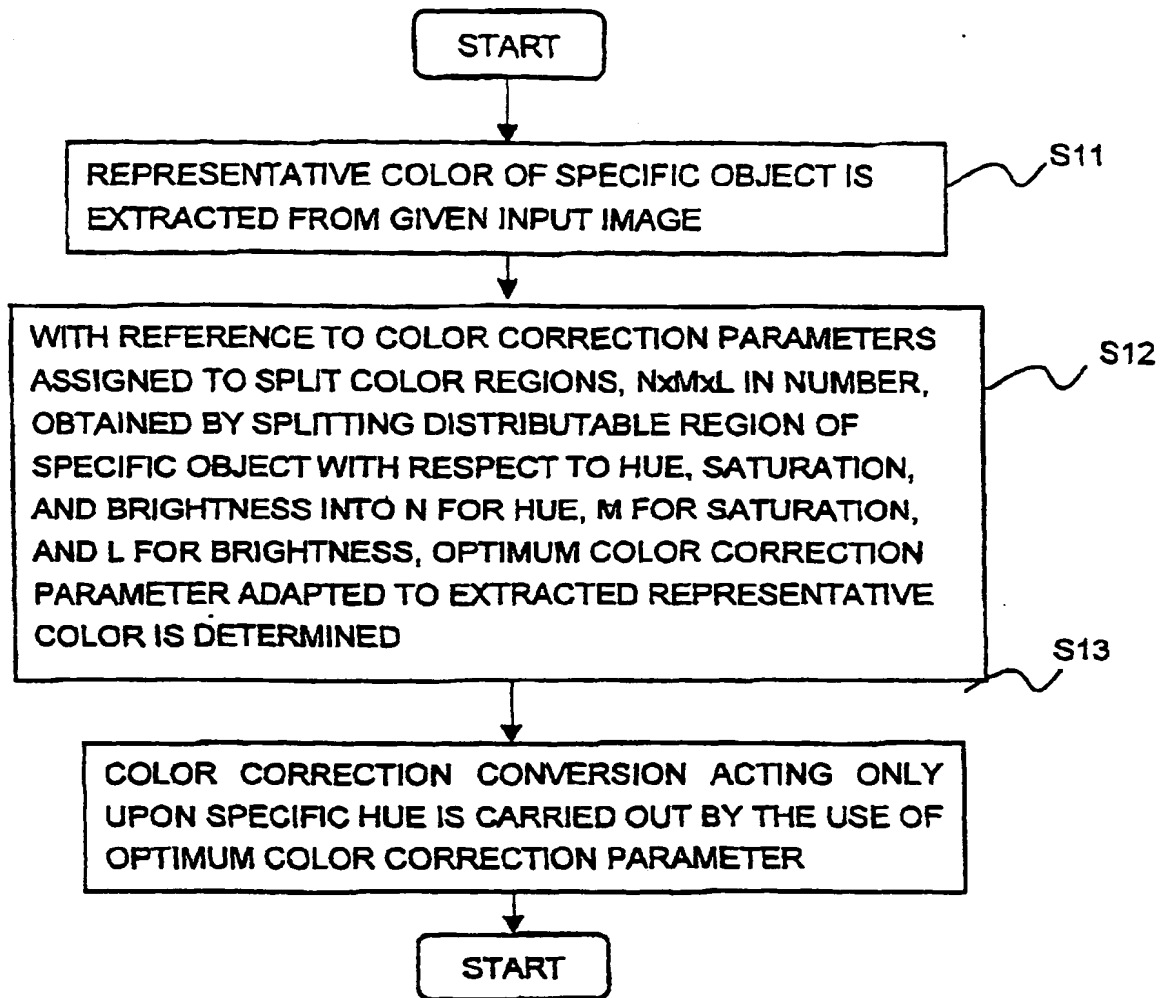 START
REPRESENTATIVE COLOR OF SPECIFIC OBJECT IS
EXTRACTED FROM GIVEN INPUT IMAGE
S11
WITH REFERENCE TO COLOR CORRECTION PARAMETERS
ASSIGNED TO SPLIT COLOR REGIONS, NxMxL IN NUMBER,
OBTAINED BY SPLITTING DISTRIBUTABLE REGION OF
SPECIFIC OBJECT WITH RESPECT TO HUE, SATURATION,
AND BRIGHTNESS INTO N FOR HUE, M FOR SATURATION,
AND L FOR BRIGHTNESS, OPTIMUM COLOR CORRECTION
PARAMETER ADAPTED TO EXTRACTED REPRESENTATIVE
COLOR IS DETERMINED
S12
S13
COLOR CORRECTION CONVERSION ACTING ONLY
UPON SPECIFIC HUE IS CARRIED OUT BY THE USE OF
OPTIMUM COLOR CORRECTION PARAMETER
START